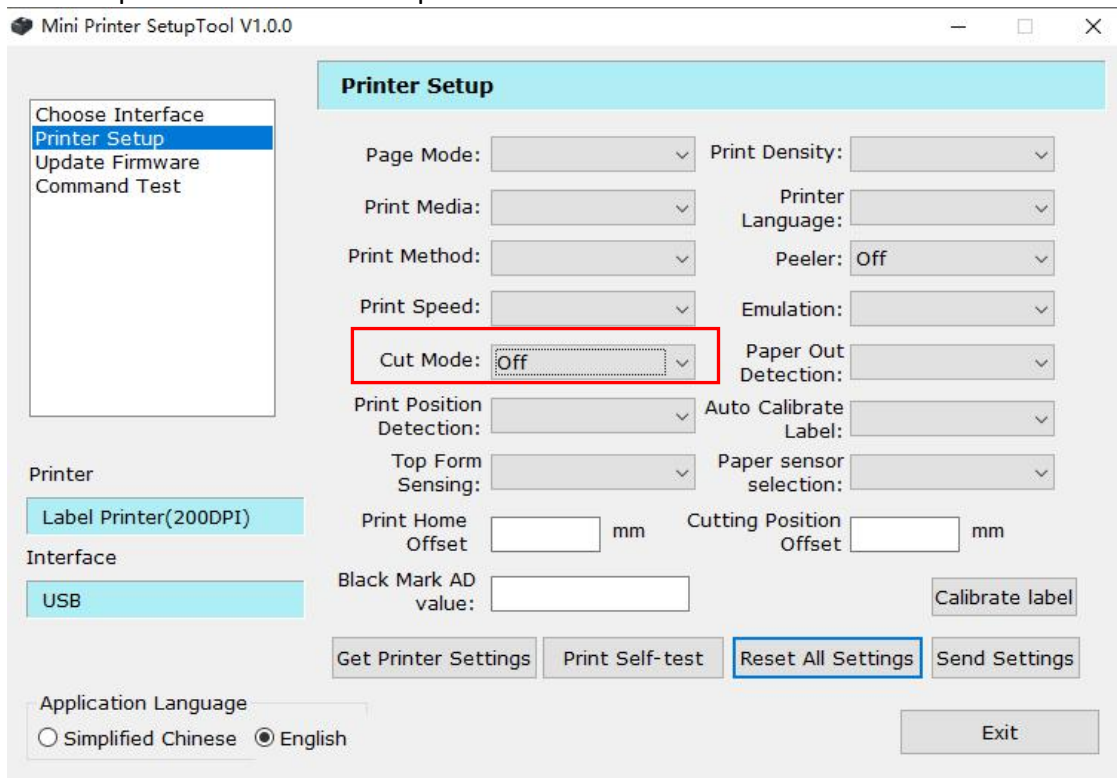 Mini Printer SetupTool V1.0.0
Printer Setup
Choose Interface
Printer Setup
Update Firmware
Command Test
Page Mode:
Print Density:
Print Media:
Printer
Language:
Print Method:
Peeler: Off
Print Speed:
Emulation:
Cut Mode: Off
Paper Out
Detection:
Print Position
Detection:
Auto Calibrate
Label:
Top Form
Sensing:
Paper sensor
selection:
Print Home
Offset
mm
Cutting Position
Offset
mm
Black Mark AD
value:
Calibrate label
Get Printer Settings
Print Self-test
Reset All Settings
Send Settings
Printer
Label Printer(200DPI)
Interface
USB
Application Language
Simplified Chinese
English
Exit